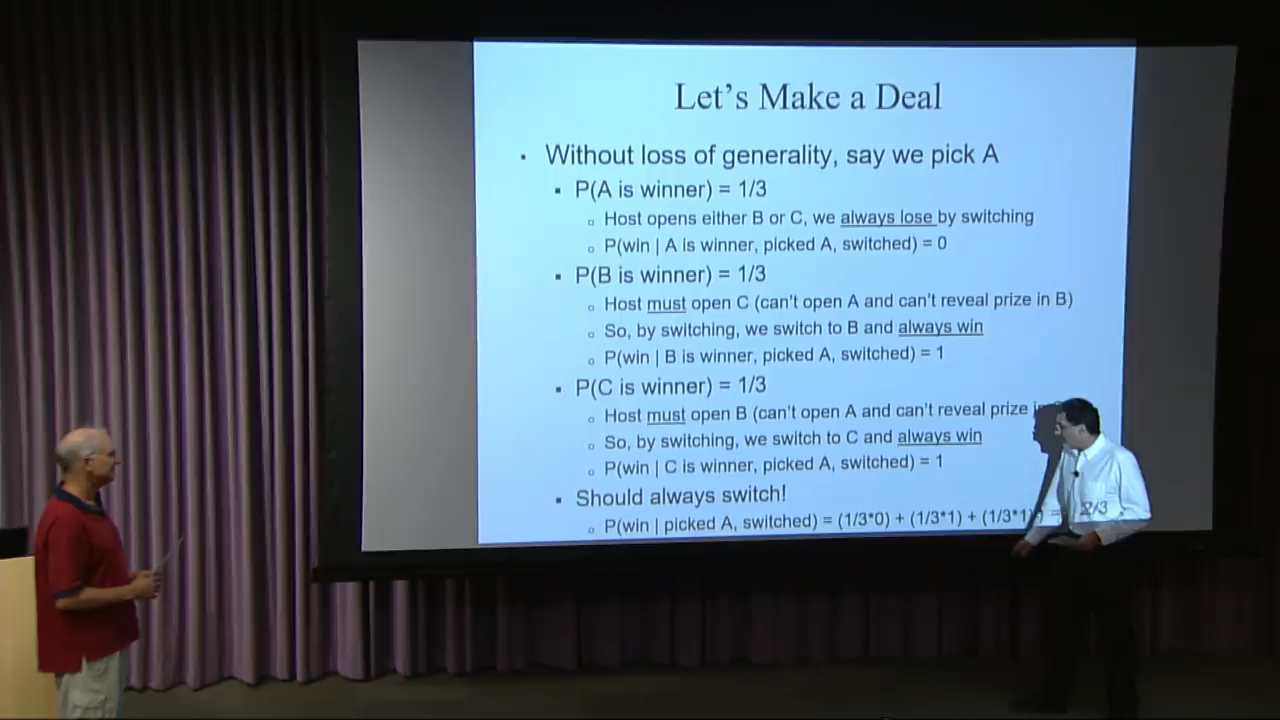 Let's Make a Deal
• Without loss of generality, say we pick A
▪ P(A is winner) = 1/3
o Host opens either B or C, we always lose by switching
o P(win | A is winner, picked A, switched) = 0
▪ P(B is winner) = 1/3
o Host must open C (can't open A and can't reveal prize in B)
o So, by switching, we switch to B and always win
o P(win | B is winner, picked A, switched) = 1
▪ P(C is winner) = 1/3
o Host must open B (can't open A and can't reveal prize
o So, by switching, we switch to C and always win
o P(win | C is winner, picked A, switched) = 1
▪ Should always switch!
o P(win | picked A, switched) = (1/3*0) + (1/3*1) + (1/3*1) = 2/3